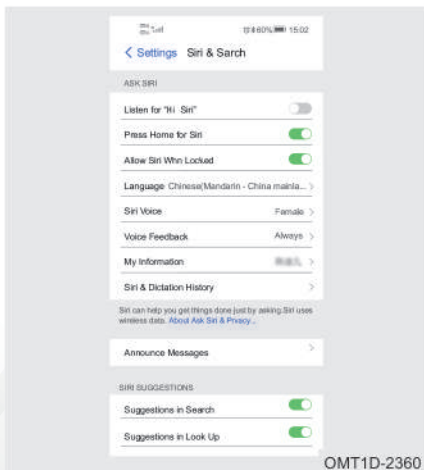 60% 15:02
Settings Siri & Sarch
ASK SIRI
Listen for "Hi Siri"
Press Home for Siri
Allow Siri Whn Locked
Language Chinese(Mandarin - China mainla...
Siri Voice Female
Voice Feedback Always
My Information
Siri & Dictation History
Siri can help you get things done just by asking.Siri uses
wireless data. About Ask Siri & Privacy...
Announce Messages
SIRI SUGGESTIONS
Suggestions in Search
Suggestions in Look Up
OMT1D-2360